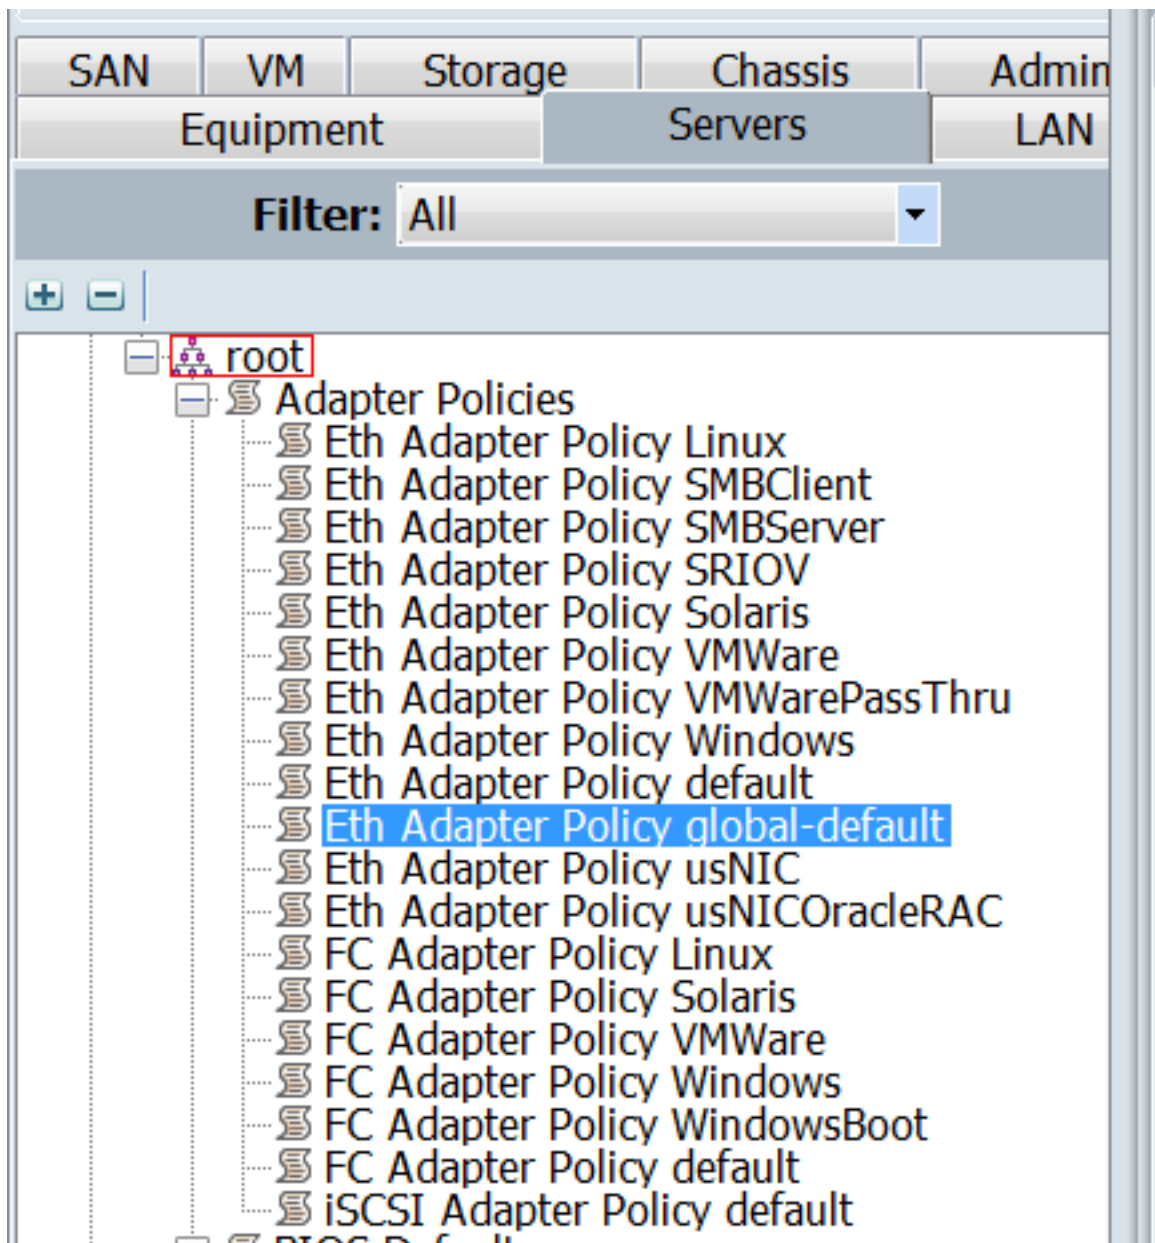 SAN VM Storage Chassis Admin
Equipment Servers LAN
Filter: All
root
Adapter Policies
Eth Adapter Policy Linux
Eth Adapter Policy SMBClient
Eth Adapter Policy SMBServer
Eth Adapter Policy SRIOV
Eth Adapter Policy Solaris
Eth Adapter Policy VMWare
Eth Adapter Policy VMWarePassThru
Eth Adapter Policy Windows
Eth Adapter Policy default
Eth Adapter Policy global-default
Eth Adapter Policy usNIC
Eth Adapter Policy usNICOracleRAC
FC Adapter Policy Linux
FC Adapter Policy Solaris
FC Adapter Policy VMWare
FC Adapter Policy Windows
FC Adapter Policy WindowsBoot
FC Adapter Policy default
iSCSI Adapter Policy default